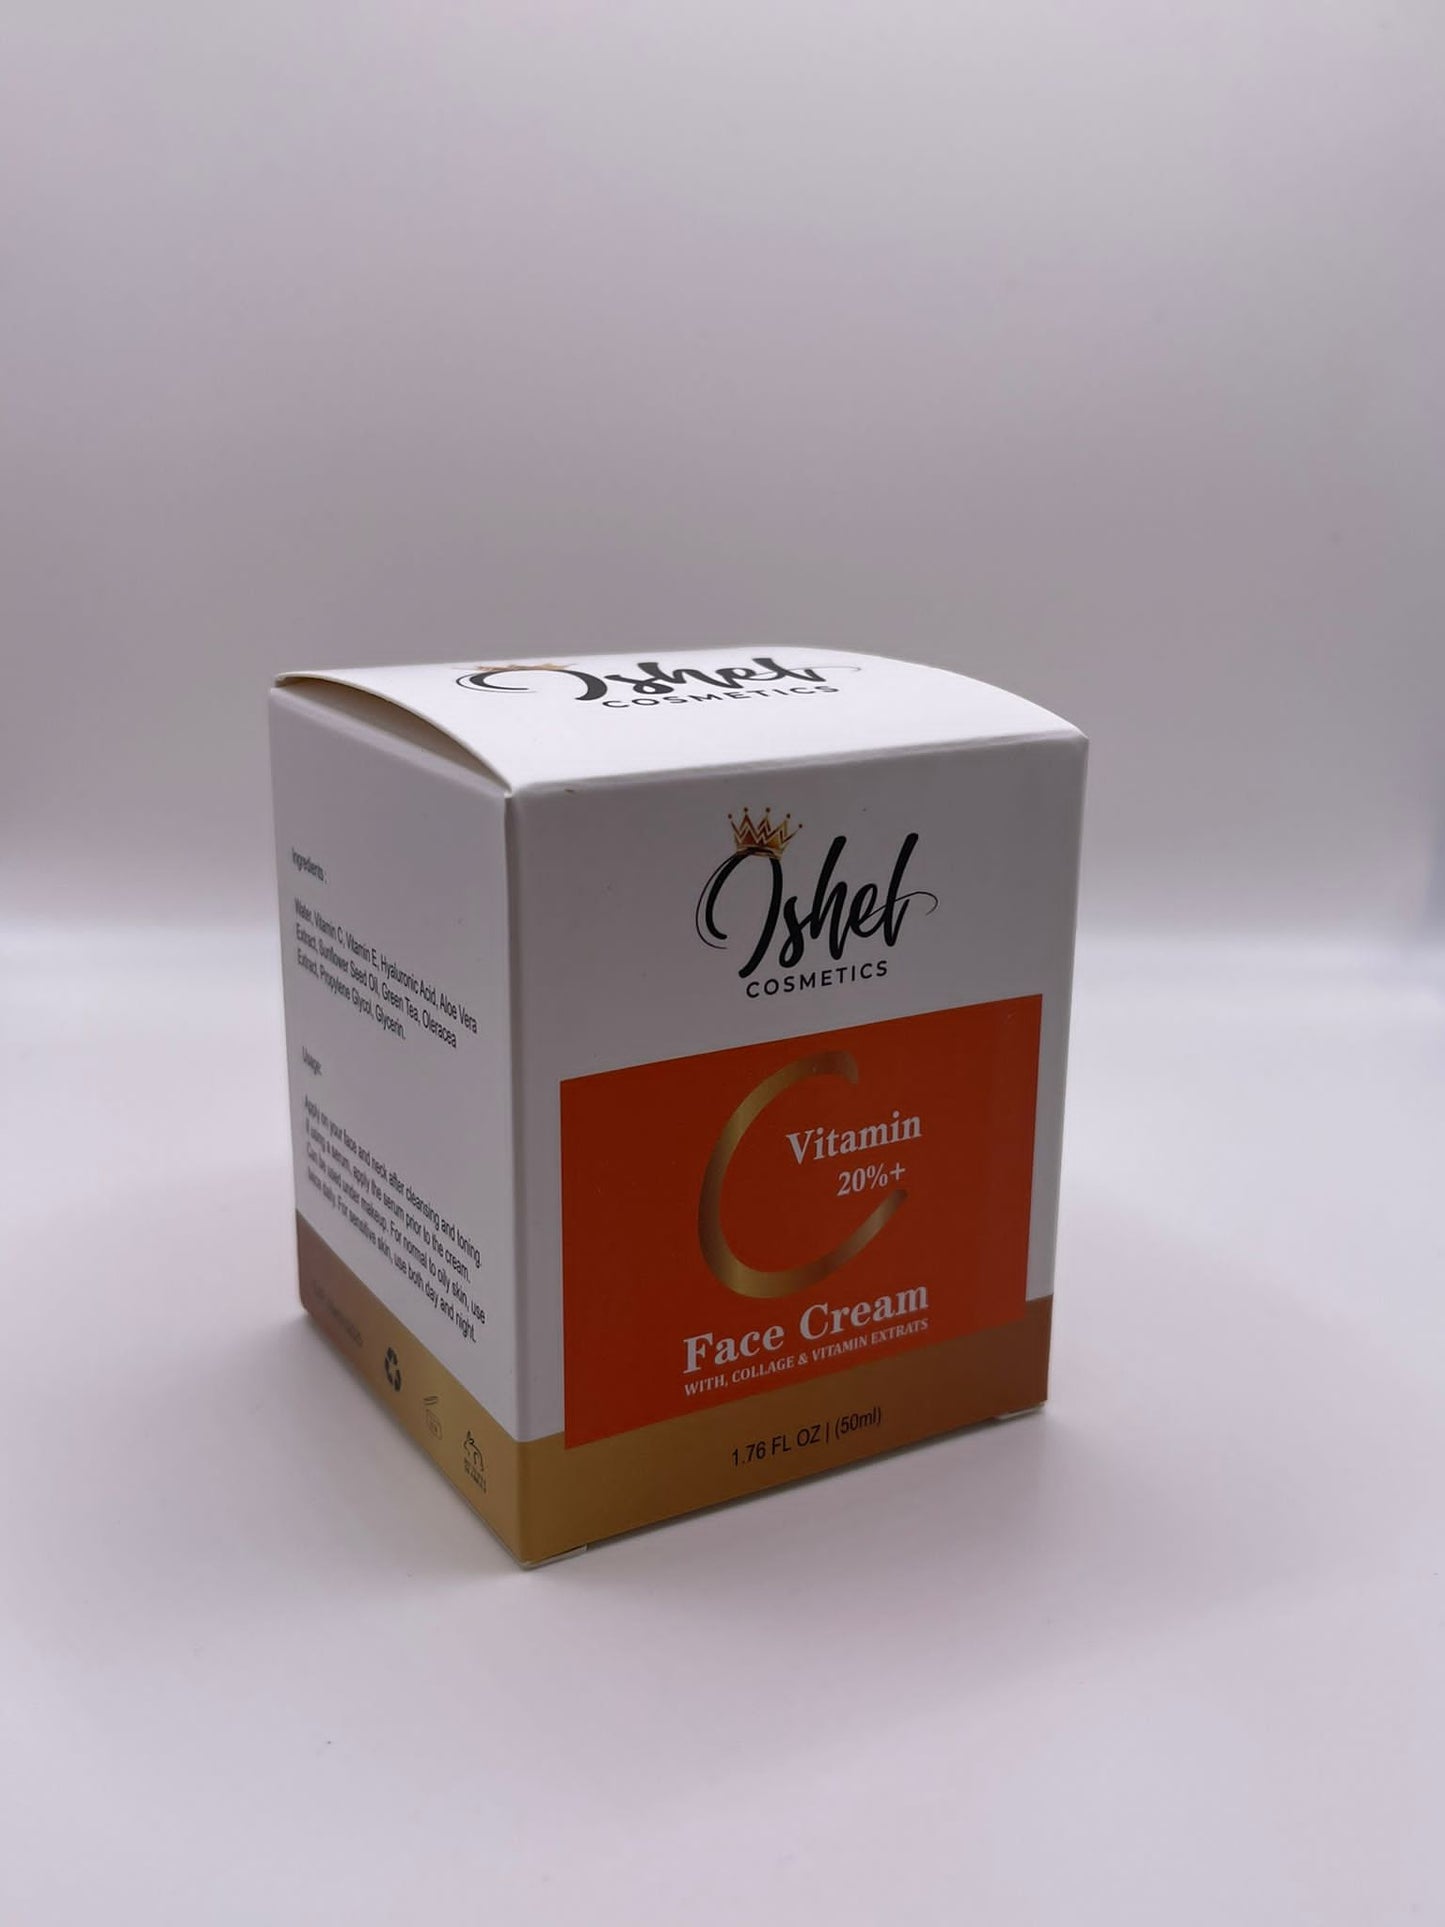 Ishel
COSMETICS
Ishel
COSMETICS
C
Vitamin
20%+
Face Cream
WITH, COLLAGE & VITAMIN EXTRATS
1.76 FL OZ | (50ml)
Ingredients :
Water, Vitamin C, Vitamin E, Hyaluronic Acid, Aloe Vera
Extract, Sunflower Seed Oil, Green Tea, Oleracea
Extract, Propylene Glycol, Glycerin.
Usage:
Apply on your face and neck after cleansing and toning.
If using a serum, apply the serum prior to the cream.
Can be used under makeup. For normal to oily skin, use
twice daily. For sensitive skin, use both day and night.